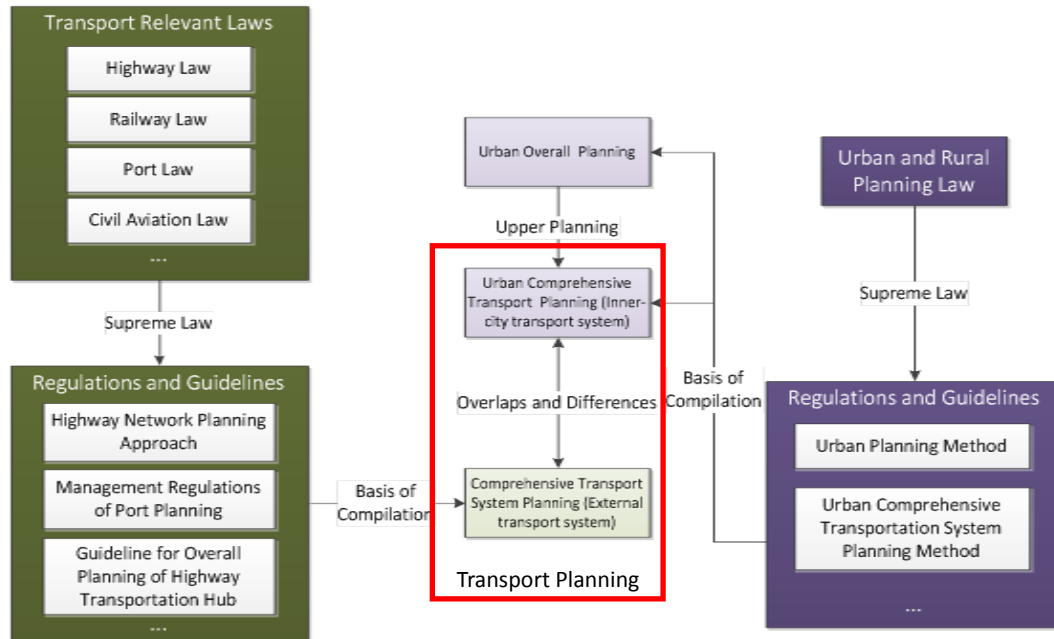 Transport Relevant Laws
Highway Law
Railway Law
Port Law
Civil Aviation Law
...
Supreme Law
Regulations and Guidelines
Highway Network Planning
Approach
Management Regulations
of Port Planning
Guideline for Overall
Planning of Highway
Transportation Hub
...
Basis of
Compilation
Urban Overall Planning
Upper Planning
Urban Comprehensive
Transport Planning (Inner-
city transport system)
Overlaps and Differences
Comprehensive Transport
System Planning (External
transport system)
Transport Planning
Basis of
Compilation
Urban and Rural
Planning Law
Supreme Law
Regulations and Guidelines
Urban Planning Method
Urban Comprehensive
Transportation System
Planning Method
...